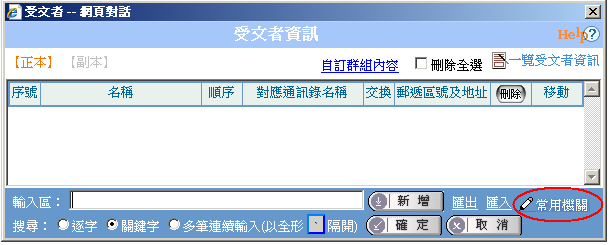 受文者 -- 網頁對話
受文者資訊 Help?
【正本】 【副本】 自訂群組內容 刪除全選 一覽受文者資訊
序號 名稱 順序 對應通訊錄名稱 交換 郵遞區號及地址 刪除 移動
輸入區： 新 增 匯出 匯入 常用機關
搜尋： 逐字 關鍵字 多筆連續輸入(以全形 、 隔開) 確 定 取 消